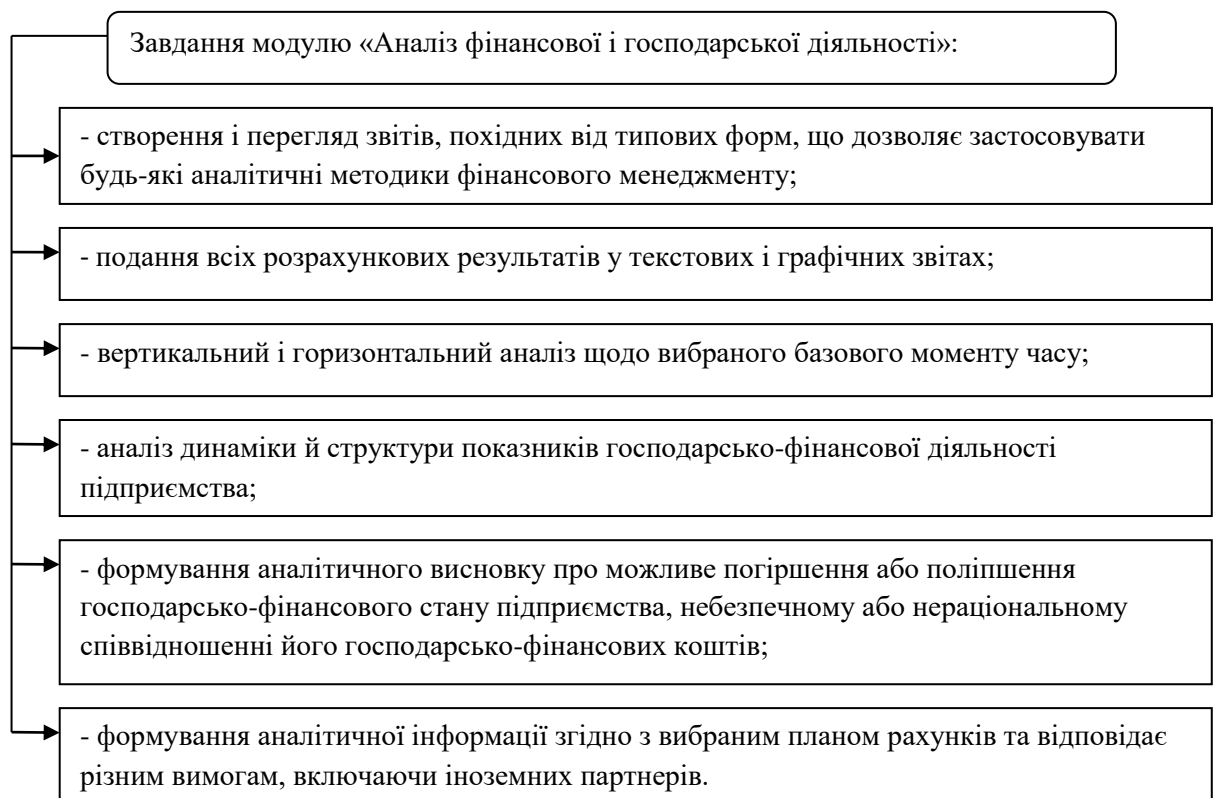 Завдання модулю «Аналіз фінансової і господарської діяльності»:
- створення і перегляд звітів, похідних від типових форм, що дозволяє застосовувати
будь-які аналітичні методики фінансового менеджменту;
- подання всіх розрахункових результатів у текстових і графічних звітах;
- вертикальний і горизонтальний аналіз щодо вибраного базового моменту часу;
- аналіз динаміки й структури показників господарсько-фінансової діяльності
підприємства;
- формування аналітичного висновку про можливе погіршення або поліпшення
господарсько-фінансового стану підприємства, небезпечному або нераціональному
співвідношенні його господарсько-фінансових коштів;
- формування аналітичної інформації згідно з вибраним планом рахунків та відповідає
різним вимогам, включаючи іноземних партнерів.